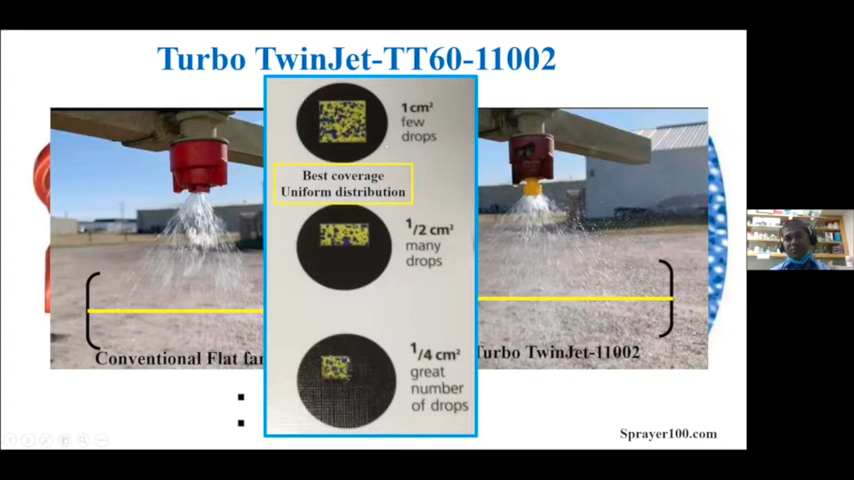 Turbo TwinJet-TT60-11002
1 cm²
few
drops
Best coverage
Uniform distribution
1/2 cm²
many
drops
1/4 cm²
great
number
of drops
Conventional Flat fan
Turbo TwinJet-11002
Sprayer100.com